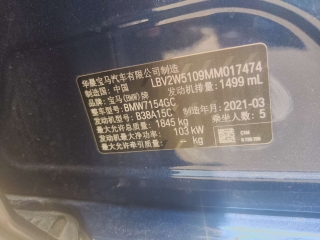 华晨宝马汽车有限公司制造
制造国: 中国 LBV2W5109MM017474
品牌: 宝马(BMW)牌 发动机排量: 1499 mL
整车型号: BMW7154GC
发动机型号: B38A15C 制造年月: 2021-03
最大允许总质量: 1845 kg 乘坐人数: 5
发动机最大净功率: 103 kW
最大允许牵引质量: — kg